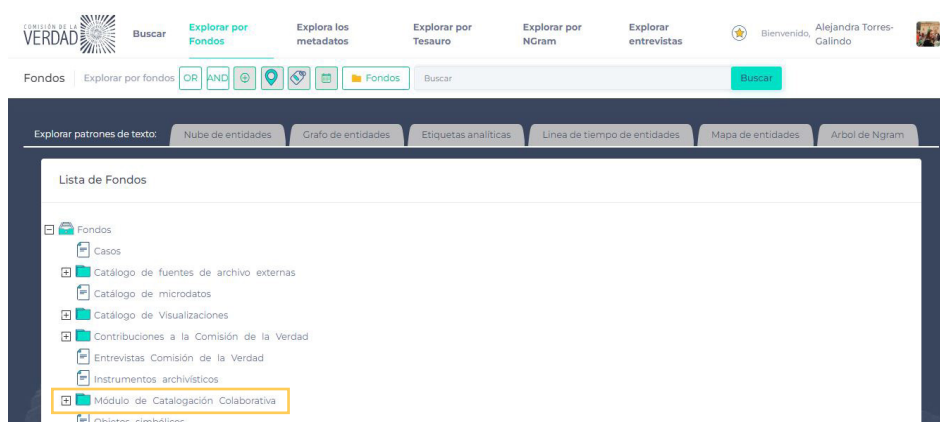 COMISIÓN DE LA
VERDAD
Buscar
Explorar por Fondos
Explora los metadatos
Explorar por Tesauro
Explorar por NGram
Explorar entrevistas
Bienvenido, Alejandra Torres-Galindo
Fondos Explorar por fondos OR AND Fondos Buscar Buscar
Explorar patrones de texto: Nube de entidades Grafo de entidades Etiquetas analíticas Linea de tiempo de entidades Mapa de entidades Arbol de Ngram
Lista de Fondos
Fondos
Casos
Catálogo de fuentes de archivo externas
Catálogo de microdatos
Catálogo de Visualizaciones
Contribuciones a la Comisión de la Verdad
Entrevistas Comisión de la Verdad
Instrumentos archivísticos
Módulo de Catalogación Colaborativa
Objetos simbólicos